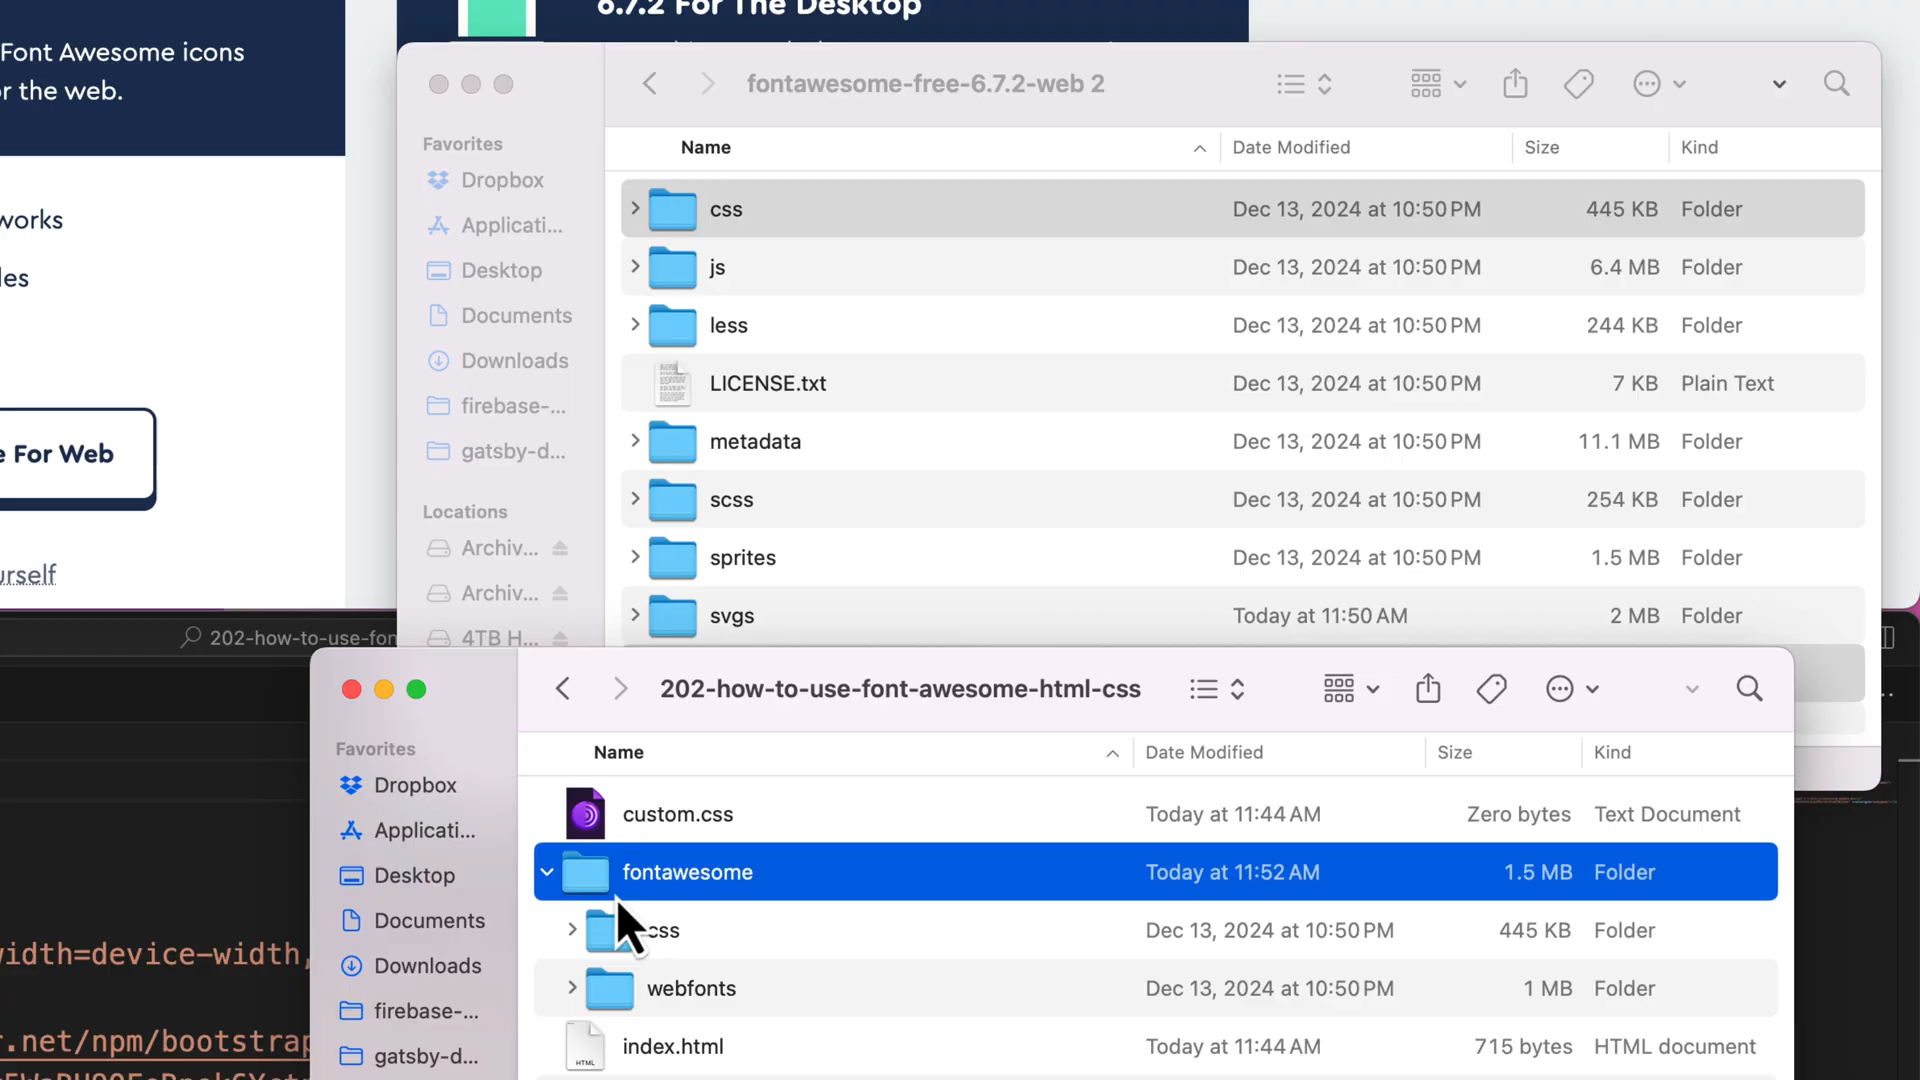 6.7.2 For The Desktop
Font Awesome icons
or the web.
works
les
e For Web
urself
fontawesome-free-6.7.2-web 2
Favorites
Dropbox
Applicati...
Desktop
Documents
Downloads
firebase-...
gatsby-d...
Locations
Archiv...
Archiv...
4TB H...
Name Date Modified Size Kind
css Dec 13, 2024 at 10:50 PM 445 KB Folder
js Dec 13, 2024 at 10:50 PM 6.4 MB Folder
less Dec 13, 2024 at 10:50 PM 244 KB Folder
LICENSE.txt Dec 13, 2024 at 10:50 PM 7 KB Plain Text
metadata Dec 13, 2024 at 10:50 PM 11.1 MB Folder
scss Dec 13, 2024 at 10:50 PM 254 KB Folder
sprites Dec 13, 2024 at 10:50 PM 1.5 MB Folder
svgs Today at 11:50 AM 2 MB Folder
202-how-to-use-fon
202-how-to-use-font-awesome-html-css
Favorites
Dropbox
Applicati...
Desktop
Documents
Downloads
firebase-...
gatsby-d...
Name Date Modified Size Kind
custom.css Today at 11:44 AM Zero bytes Text Document
fontawesome Today at 11:52 AM 1.5 MB Folder
css Dec 13, 2024 at 10:50 PM 445 KB Folder
webfonts Dec 13, 2024 at 10:50 PM 1 MB Folder
index.html Today at 11:44 AM 715 bytes HTML document
HTML
width=device-width,
r.net/npm/bootstrap